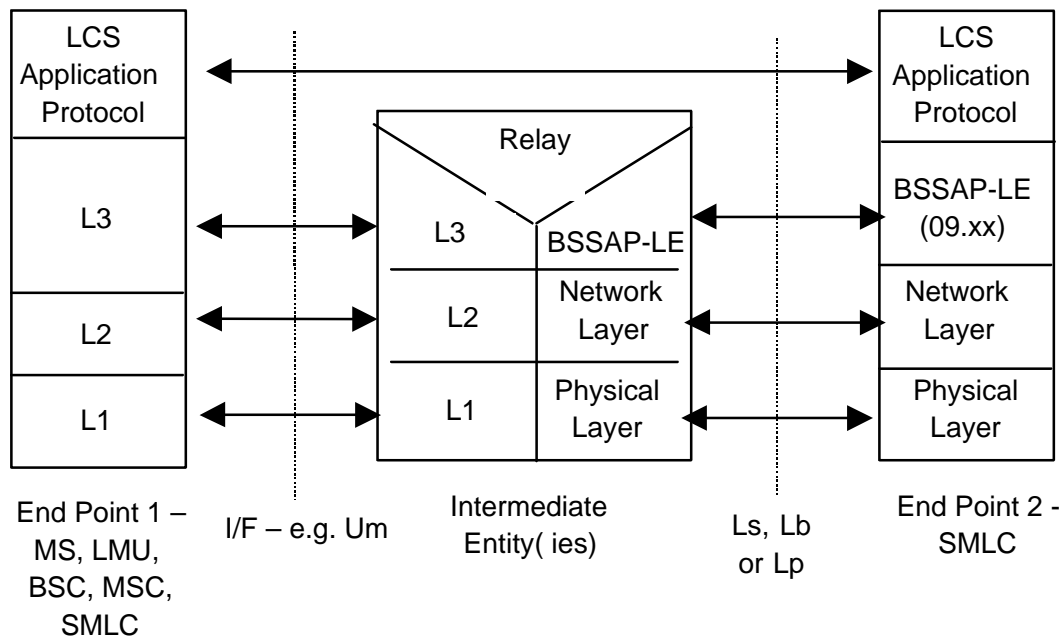 LCS
Application
Protocol
L3
L2
L1
End Point 1 –
MS, LMU,
BSC, MSC,
SMLC
I/F – e.g. Um
Relay
L3
BSSAP-LE
L2
Network
Layer
L1
Physical
Layer
Intermediate
Entity( ies)
Ls, Lb
or Lp
LCS
Application
Protocol
BSSAP-LE
(09.xx)
Network
Layer
Physical
Layer
End Point 2 -
SMLC